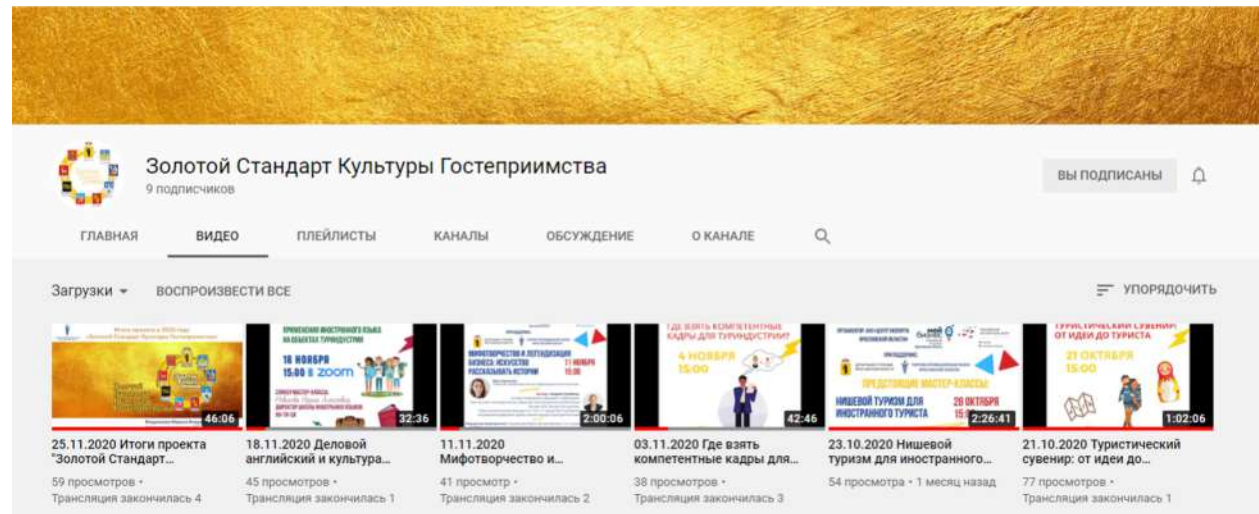 Золотой Стандарт Культуры Гостеприимства
9 подписчиков
ВЫ ПОДПИСАНЫ
ГЛАВНАЯ ВИДЕО ПЛЕЙЛИСТЫ КАНАЛЫ ОБСУЖДЕНИЕ О КАНАЛЕ
Загрузки ВОСПРОИЗВЕСТИ ВСЕ УПОРЯДОЧИТЬ
46:06
25.11.2020 Итоги проекта
"Золотой Стандарт...
59 просмотров •
Трансляция закончилась 4
ПРИМЕНЕНИЯ ИНОСТРАННОГО ЯЗЫКА
НА ОБЪЕКТАХ ТУРИНДУСТРИИ
18 НОЯБРЯ
15:00 В ZOOM
32:36
18.11.2020 Деловой
английский и культура...
45 просмотров •
Трансляция закончилась 1
МИФОТВОРЧЕСТВО И ЛЕГЕНДИЗАЦИЯ
БИЗНЕСА: ИСКУССТВО
РАССКАЗЫВАТЬ ИСТОРИИ
11 НОЯБРЯ
15:00
2:00:06
11.11.2020
Мифотворчество и...
41 просмотр •
Трансляция закончилась 2
ГДЕ ВЗЯТЬ КОМПЕТЕНТНЫЕ
КАДРЫ ДЛЯ ТУРИНДУСТРИИ?
4 НОЯБРЯ
15:00
42:46
03.11.2020 Где взять
компетентные кадры для...
38 просмотров •
Трансляция закончилась 3
мой
бизнес
ПРЕДСТОЯЩИЕ МАСТЕР-КЛАССЫ:
НИШЕВОЙ ТУРИЗМ ДЛЯ
ИНОСТРАННОГО ТУРИСТА
28 ОКТЯБРЯ
2:26:41
23.10.2020 Нишевой
туризм для иностранного...
54 просмотра • 1 месяц назад
ТУРИСТИЧЕСКИЙ СУВЕНИР:
ОТ ИДЕИ ДО ТУРИСТА
21 ОКТЯБРЯ
15:00
1:02:06
21.10.2020 Туристический
сувенир: от идеи до...
77 просмотров •
Трансляция закончилась 1